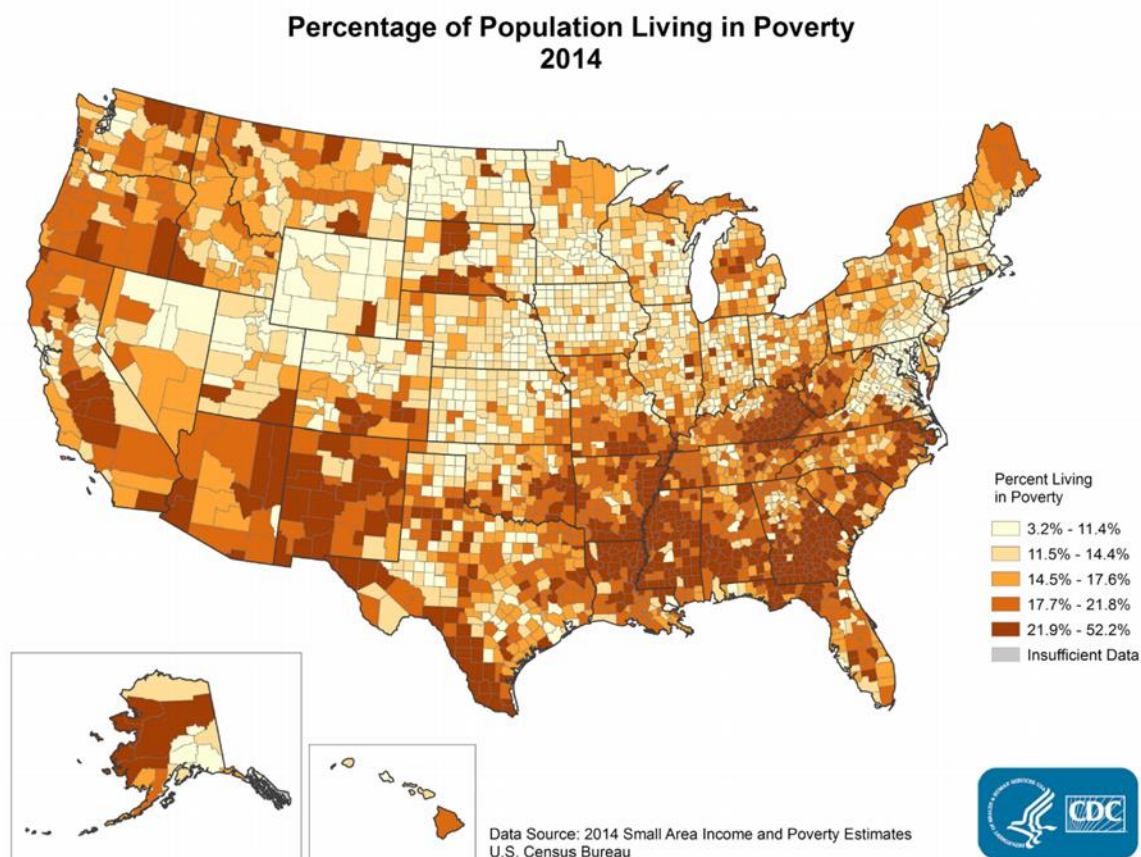 Percentage of Population Living in Poverty
2014
Percent Living
in Poverty
3.2% - 11.4%
11.5% - 14.4%
14.5% - 17.6%
17.7% - 21.8%
21.9% - 52.2%
Insufficient Data
Data Source: 2014 Small Area Income and Poverty Estimates
U.S. Census Bureau
CDC